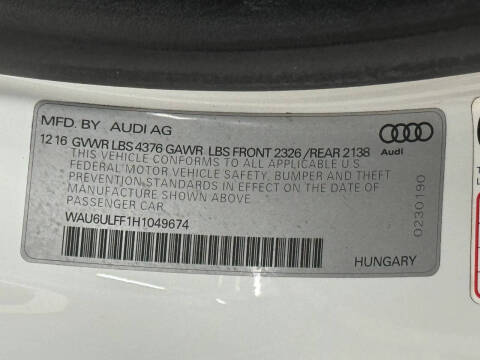 MFD. BY AUDI AG
12 16 GVWR LBS 4376 GAWR LBS FRONT 2326 /REAR 2138
THIS VEHICLE CONFORMS TO ALL APPLICABLE U.S.
FEDERAL MOTOR VEHICLE SAFETY, BUMPER AND THEFT
PREVENTION STANDARDS IN EFFECT ON THE DATE OF
MANUFACTURE SHOWN ABOVE.
PASSENGER CAR.
WAU6ULFF1H1049674
Audi
0230190
HUNGARY